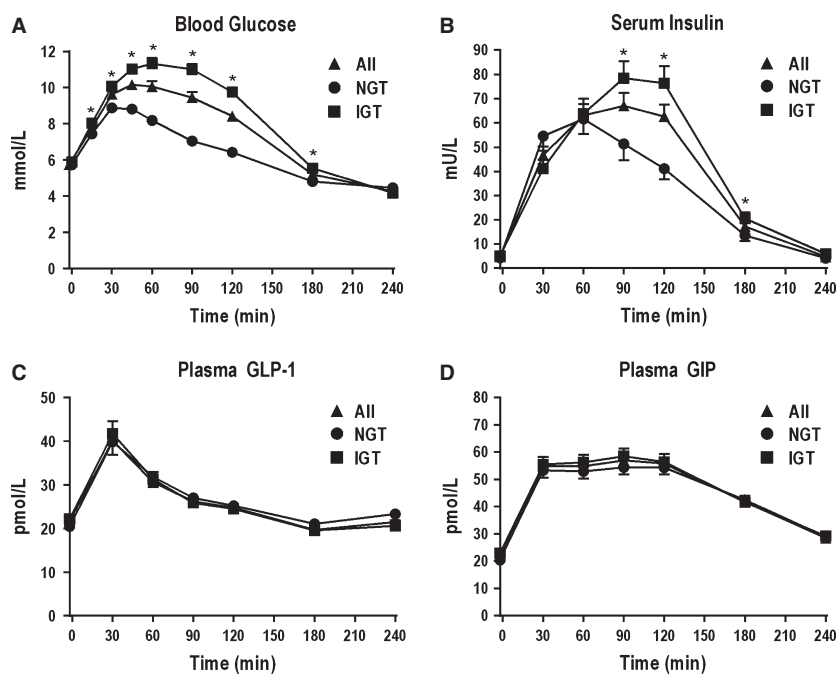 A
Blood Glucose
mmol/L
12
10
8
6
4
2
0
* * * * * * *
All
NGT
IGT
0 30 60 90 120 150 180 210 240
Time (min)
B
Serum Insulin
mU/L
90
80
70
60
50
40
30
20
10
0
* * *
All
NGT
IGT
0 30 60 90 120 150 180 210 240
Time (min)
C
Plasma GLP-1
pmol/L
50
40
30
20
10
0
All
NGT
IGT
0 30 60 90 120 150 180 210 240
Time (min)
D
Plasma GIP
pmol/L
80
70
60
50
40
30
20
10
0
All
NGT
IGT
0 30 60 90 120 150 180 210 240
Time (min)